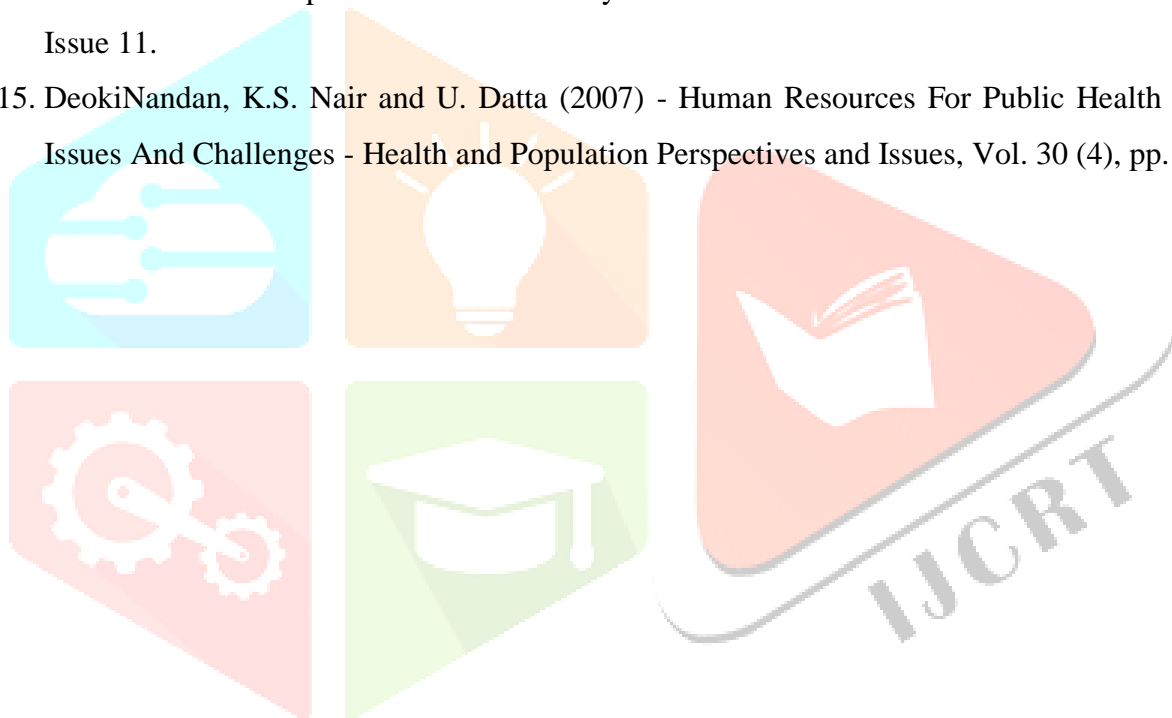 Issue 11.
15. DeokiNandan, K.S. Nair and U. Datta (2007) - Human Resources For Public Health
Issues And Challenges - Health and Population Perspectives and Issues, Vol. 30 (4), pp.
IJCRT